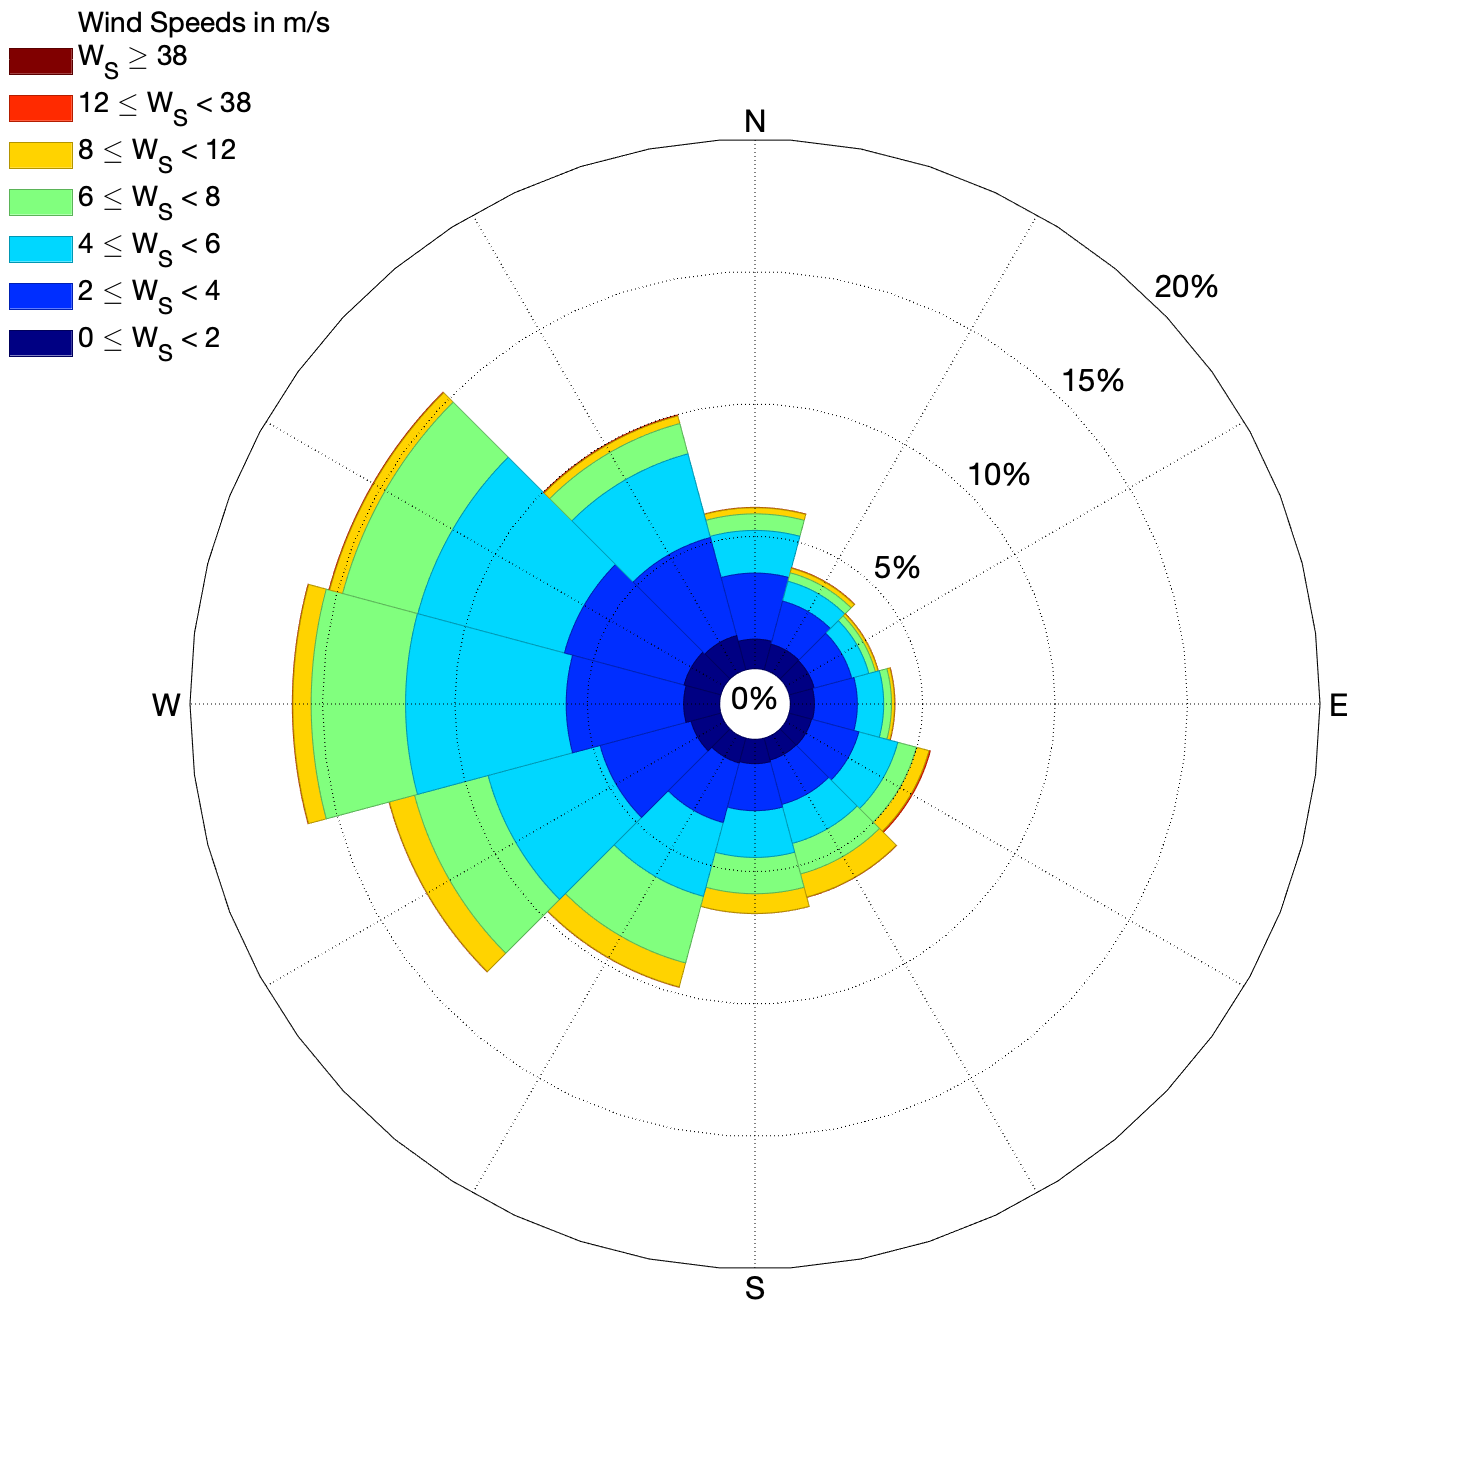 Wind Speeds in m/s
W_S ≥ 38
12 ≤ W_S < 38
8 ≤ W_S < 12
6 ≤ W_S < 8
4 ≤ W_S < 6
2 ≤ W_S < 4
0 ≤ W_S < 2
N
20%
15%
10%
5%
W
0%
E
S